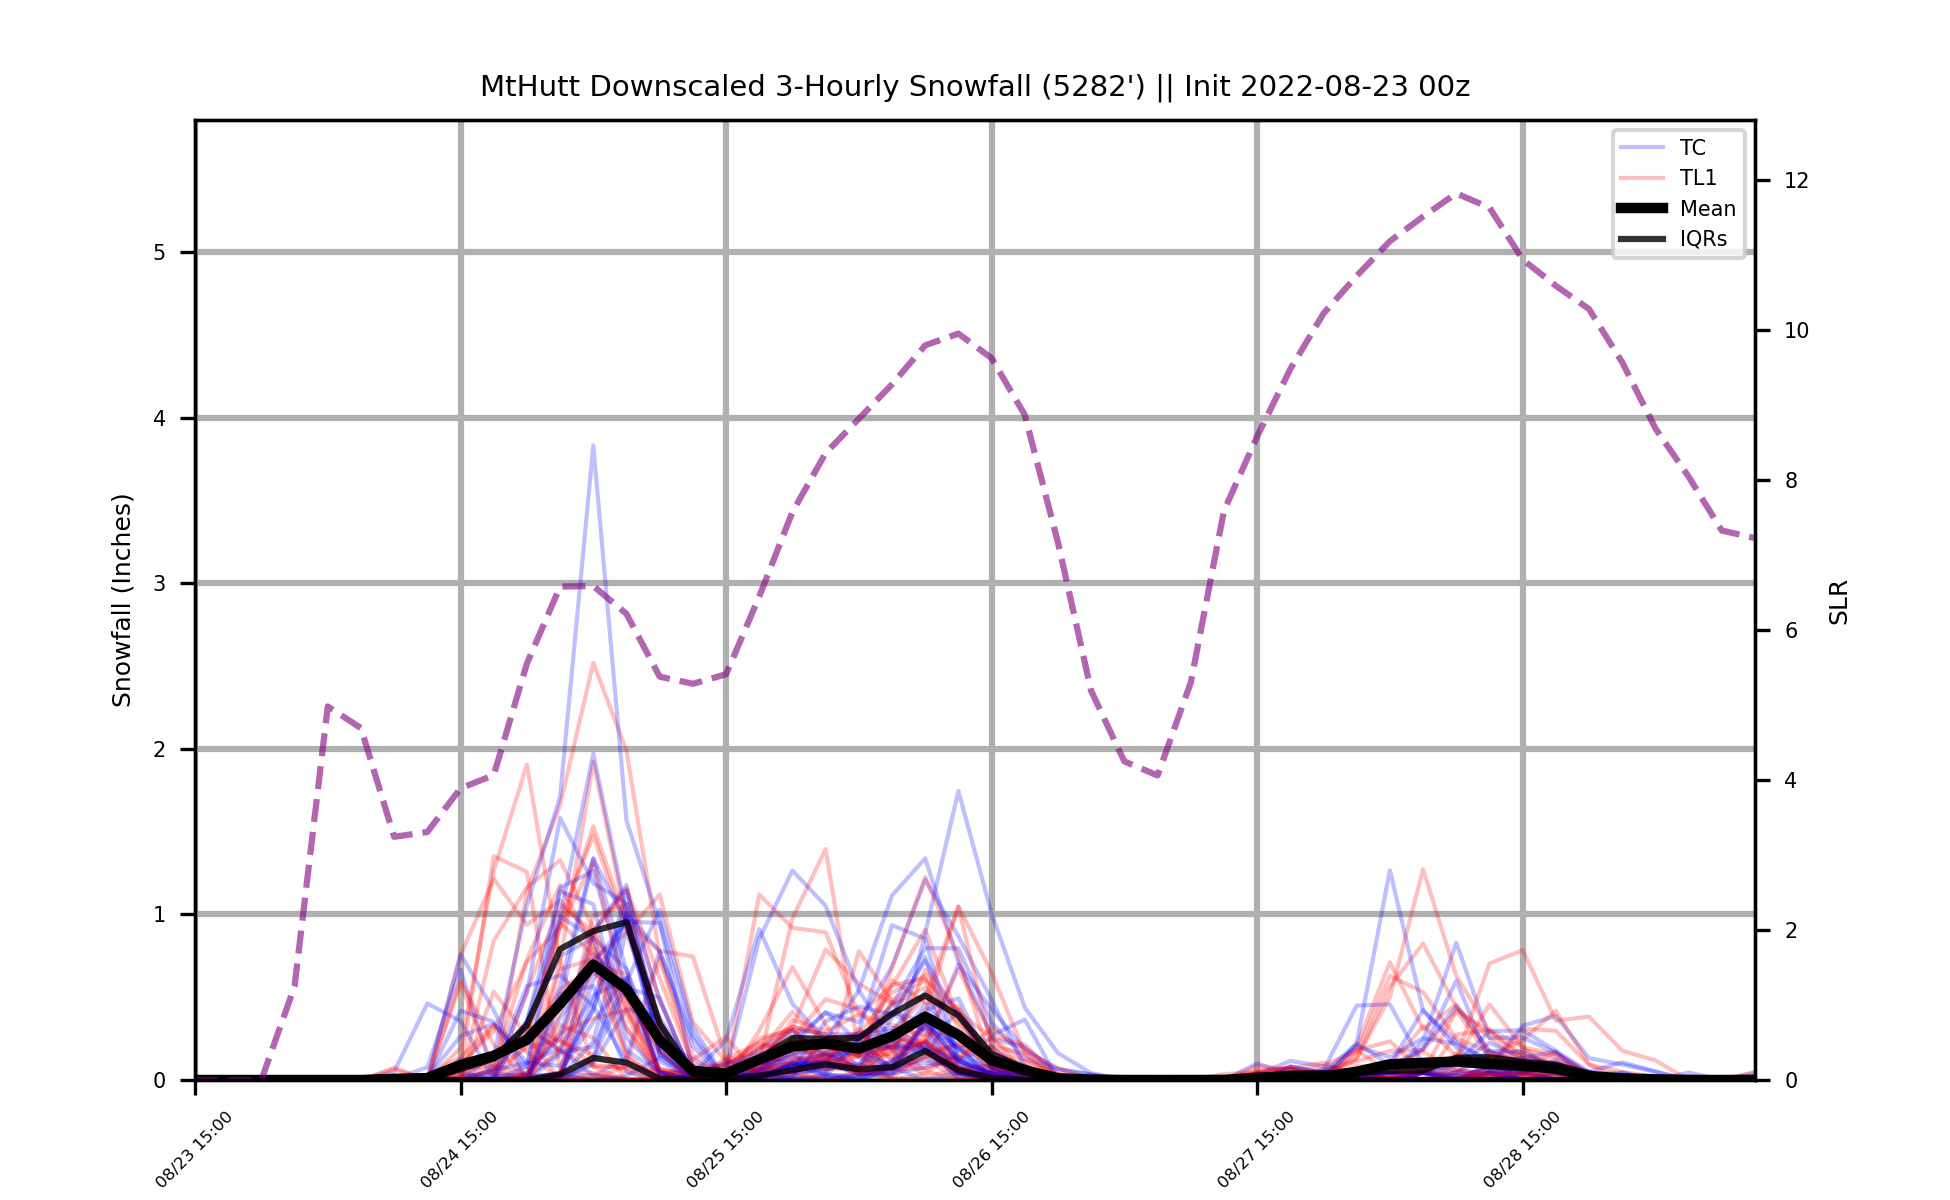 MtHutt Downscaled 3-Hourly Snowfall (5282') || Init 2022-08-23 00z
TC
TL1
Mean
IQRs
Snowfall (Inches)
5
4
3
2
1
0
SLR
12
10
8
6
4
2
0
08/23 15:00
08/24 15:00
08/25 15:00
08/26 15:00
08/27 15:00
08/28 15:00